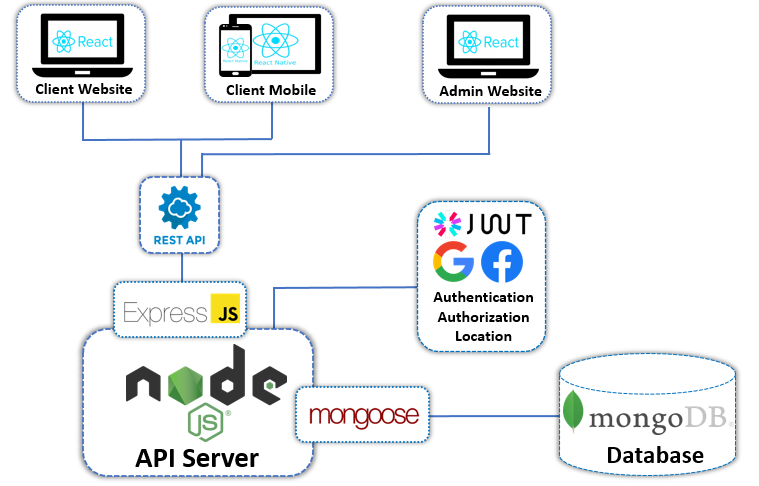 React
React Native
React Native
React
Client Website
Client Mobile
Admin Website
REST API
JWT
G
f
Authentication
Authorization
Location
Express JS
node
JS®
API Server
mongoose
mongoDB
Database